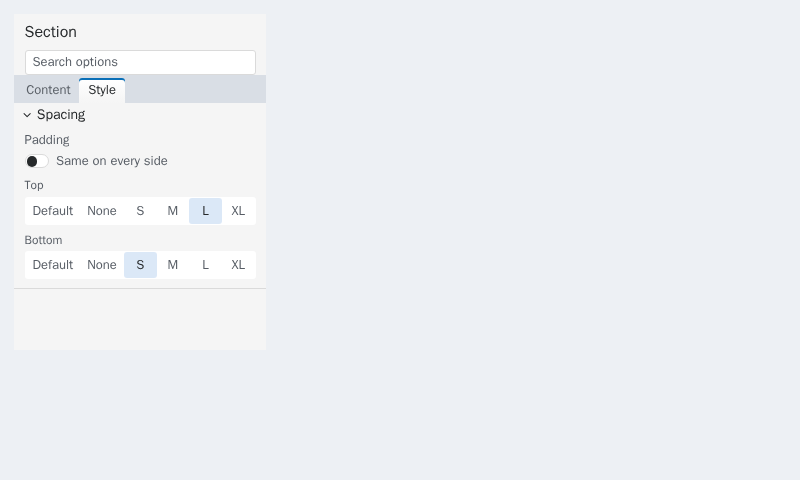 Section
Search options
Content Style
Spacing
Padding
Same on every side
Top
Default None S M L XL
Bottom
Default None S M L XL